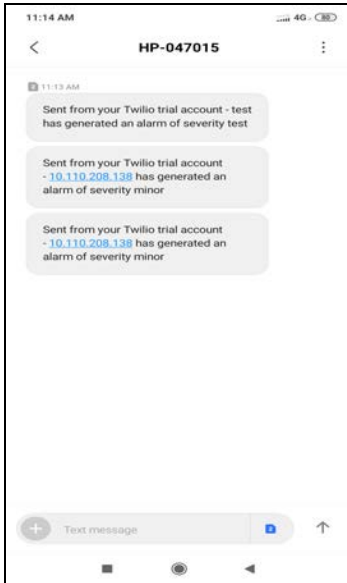 11:14 AM
4G
80
HP-047015
2 11:13 AM
Sent from your Twilio trial account - test
has generated an alarm of severity test
Sent from your Twilio trial account
- 10.110.208.138 has generated an
alarm of severity minor
Sent from your Twilio trial account
- 10.110.208.138 has generated an
alarm of severity minor
Text message
2